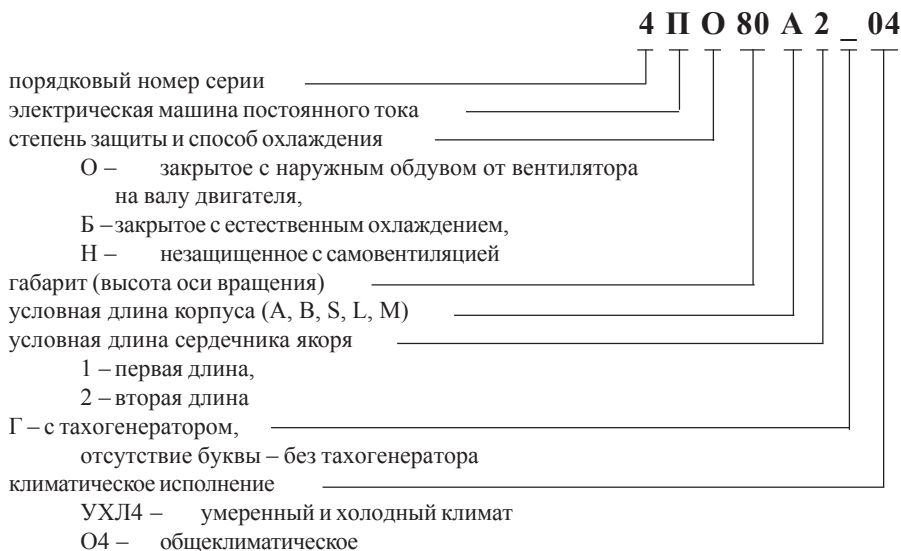 4 П О 80 А 2 _ 04
порядковый номер серии
электрическая машина постоянного тока
степень защиты и способ охлаждения
О – закрытое с наружным обдувом от вентилятора
на валу двигателя,
Б – закрытое с естественным охлаждением,
Н – незащищенное с самовентиляцией
габарит (высота оси вращения)
условная длина корпуса (А, В, S, L, М)
условная длина сердечника якоря
1 – первая длина,
2 – вторая длина
Г – с тахогенератором,
отсутствие буквы – без тахогенератора
климатическое исполнение
УХЛ4 – умеренный и холодный климат
О4 – общеклиматическое